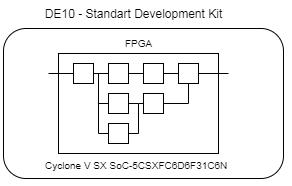 DE10 - Standart Development Kit
FPGA
Cyclone V SX SoC-5CSXFC6D6F31C6N